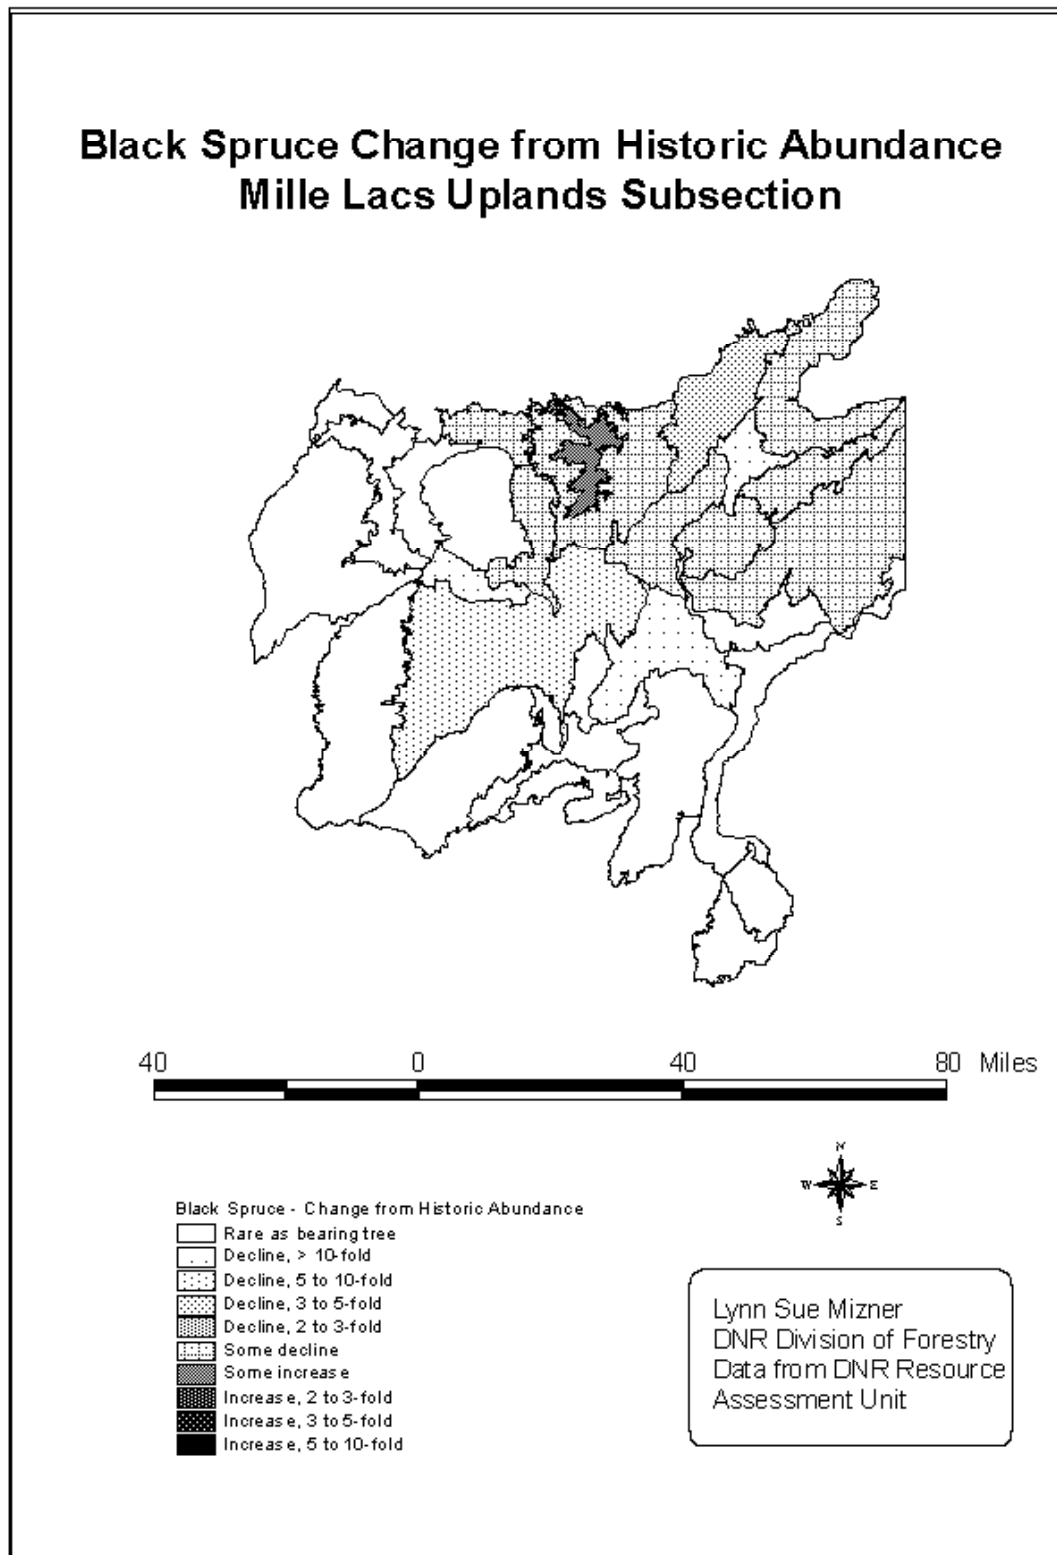 Black Spruce Change from Historic Abundance
Mille Lacs Uplands Subsection
40 0 40 80 Miles
N
W E
S
Black Spruce - Change from Historic Abundance
Rare as bearing tree
Decline, > 10-fold
Decline, 5 to 10-fold
Decline, 3 to 5-fold
Decline, 2 to 3-fold
Some decline
Some increase
Increase, 2 to 3-fold
Increase, 3 to 5-fold
Increase, 5 to 10-fold
Lynn Sue Mizner
DNR Division of Forestry
Data from DNR Resource
Assessment Unit